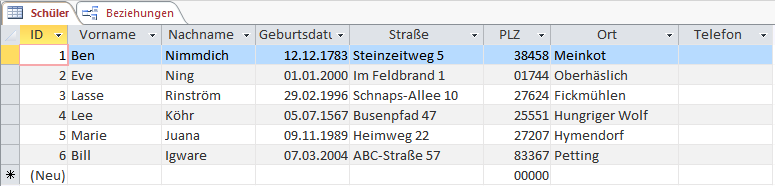 Schüler Beziehungen
ID Vorname Nachname Geburtsdatu Straße PLZ Ort Telefon
1 Ben Nimmdich 12.12.1783 Steinzeitweg 5 38458 Meinkot
2 Eve Ning 01.01.2000 Im Feldbrand 1 01744 Oberhäslich
3 Lasse Rinström 29.02.1996 Schnaps-Allee 10 27624 Fickmühlen
4 Lee Köhr 05.07.1567 Busenpfad 47 25551 Hungriger Wolf
5 Marie Juana 09.11.1989 Heimweg 22 27207 Hymendorf
6 Bill Igware 07.03.2004 ABC-Straße 57 83367 Petting
(Neu) 00000